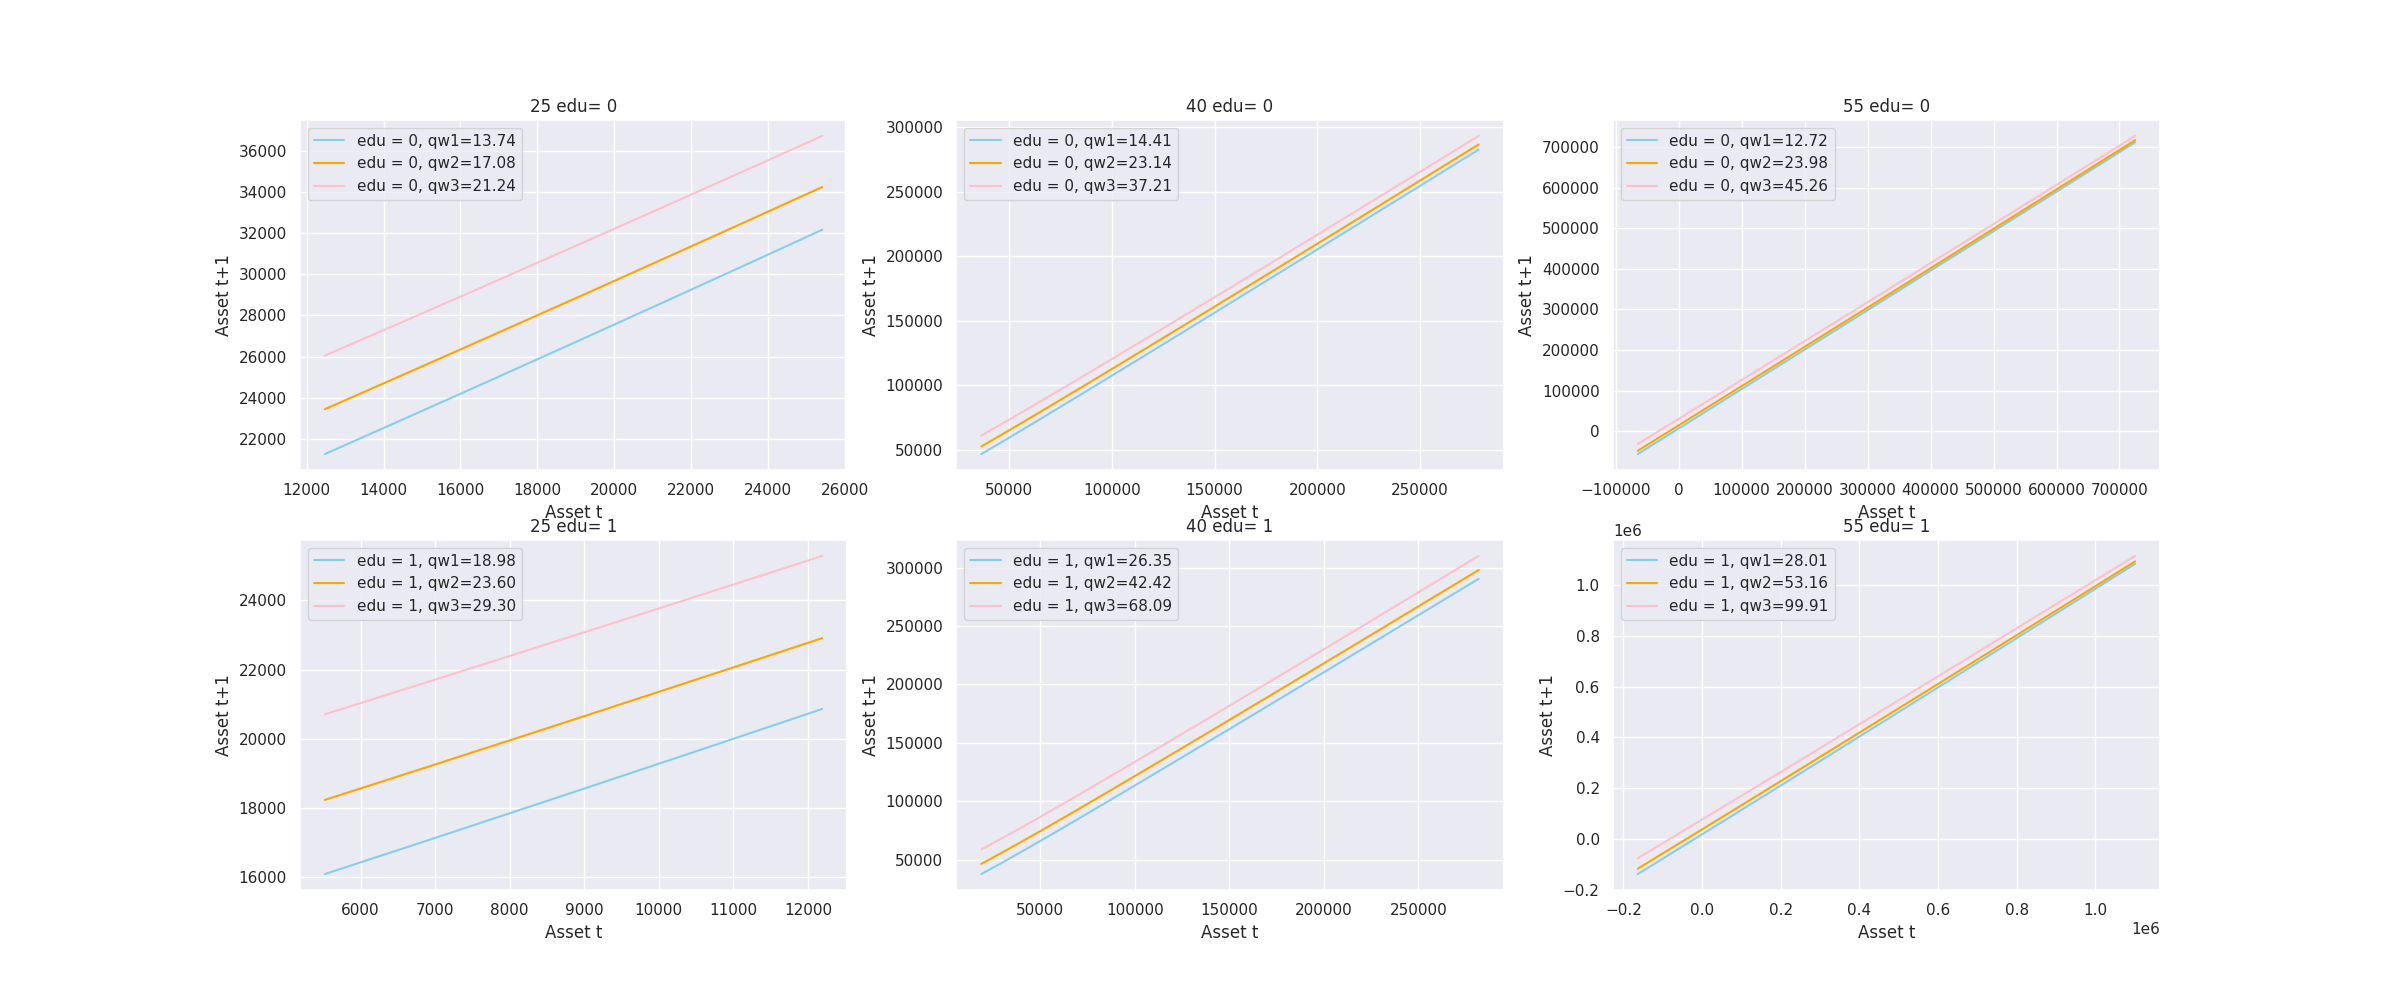 25 edu= 0
edu = 0, qw1=13.74
edu = 0, qw2=17.08
edu = 0, qw3=21.24
Asset t+1
36000
34000
32000
30000
28000
26000
24000
22000
12000 14000 16000 18000 20000 22000 24000 26000
Asset t
40 edu= 0
edu = 0, qw1=14.41
edu = 0, qw2=23.14
edu = 0, qw3=37.21
Asset t+1
300000
250000
200000
150000
100000
50000
50000 100000 150000 200000 250000
Asset t
55 edu= 0
edu = 0, qw1=12.72
edu = 0, qw2=23.98
edu = 0, qw3=45.26
Asset t+1
700000
600000
500000
400000
300000
200000
100000
0
−100000 0 100000 200000 300000 400000 500000 600000 700000
Asset t
25 edu= 1
edu = 1, qw1=18.98
edu = 1, qw2=23.60
edu = 1, qw3=29.30
Asset t+1
24000
22000
20000
18000
16000
6000 7000 8000 9000 10000 11000 12000
Asset t
40 edu= 1
edu = 1, qw1=26.35
edu = 1, qw2=42.42
edu = 1, qw3=68.09
Asset t+1
300000
250000
200000
150000
100000
50000
50000 100000 150000 200000 250000
Asset t
55 edu= 1
1e6
edu = 1, qw1=28.01
edu = 1, qw2=53.16
edu = 1, qw3=99.91
Asset t+1
1.0
0.8
0.6
0.4
0.2
0.0
−0.2
−0.2 0.0 0.2 0.4 0.6 0.8 1.0
1e6
Asset t